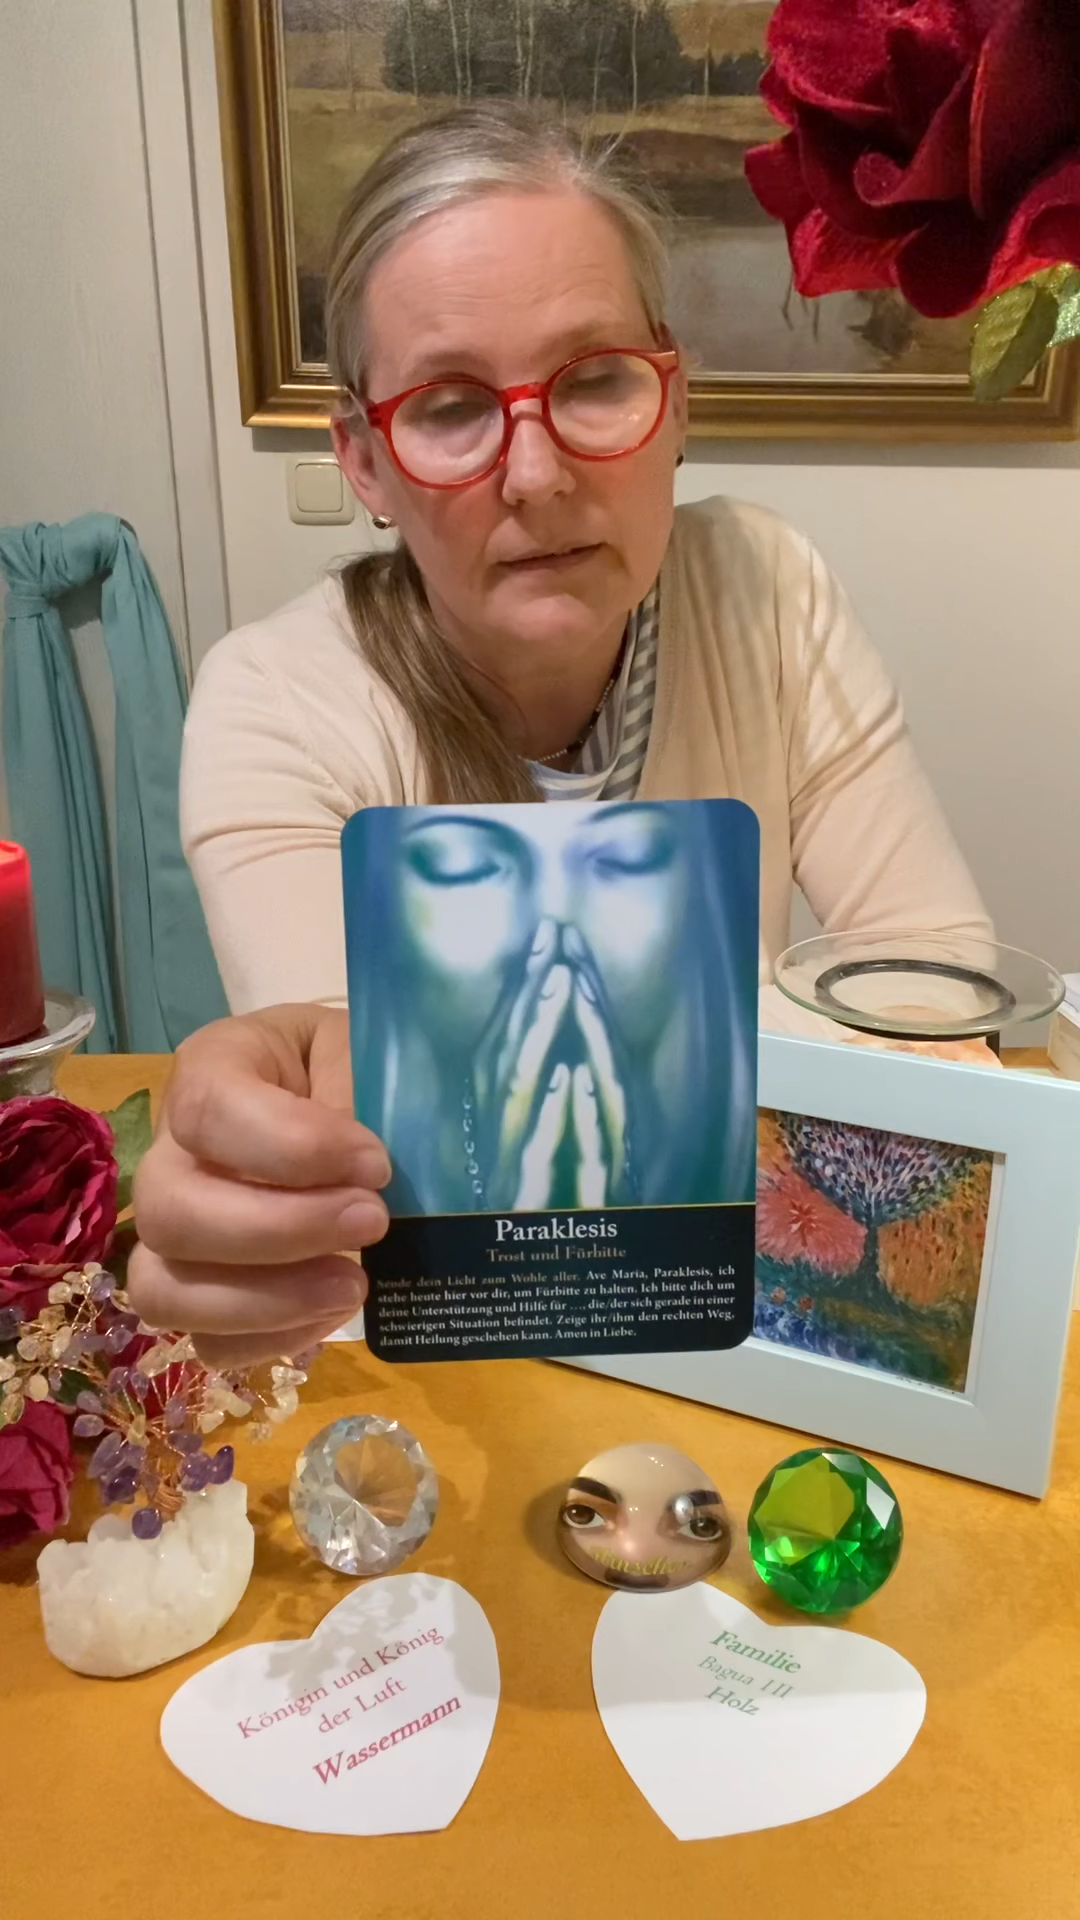 Paraklesis
Trost und Fürbitte
Sende dein Licht zum Wohle aller. Ave Maria, Paraklesis, ich
stehe heute hier vor dir, um Fürbitte zu halten. Ich bitte dich um
deine Unterstützung und Hilfe für …, die/der sich gerade in einer
schwierigen Situation befindet. Zeige ihr/ihm den rechten Weg,
damit Heilung geschehen kann. Amen in Liebe.
Königin und König
der Luft
Wassermann
Familie
Bagua III
Holz